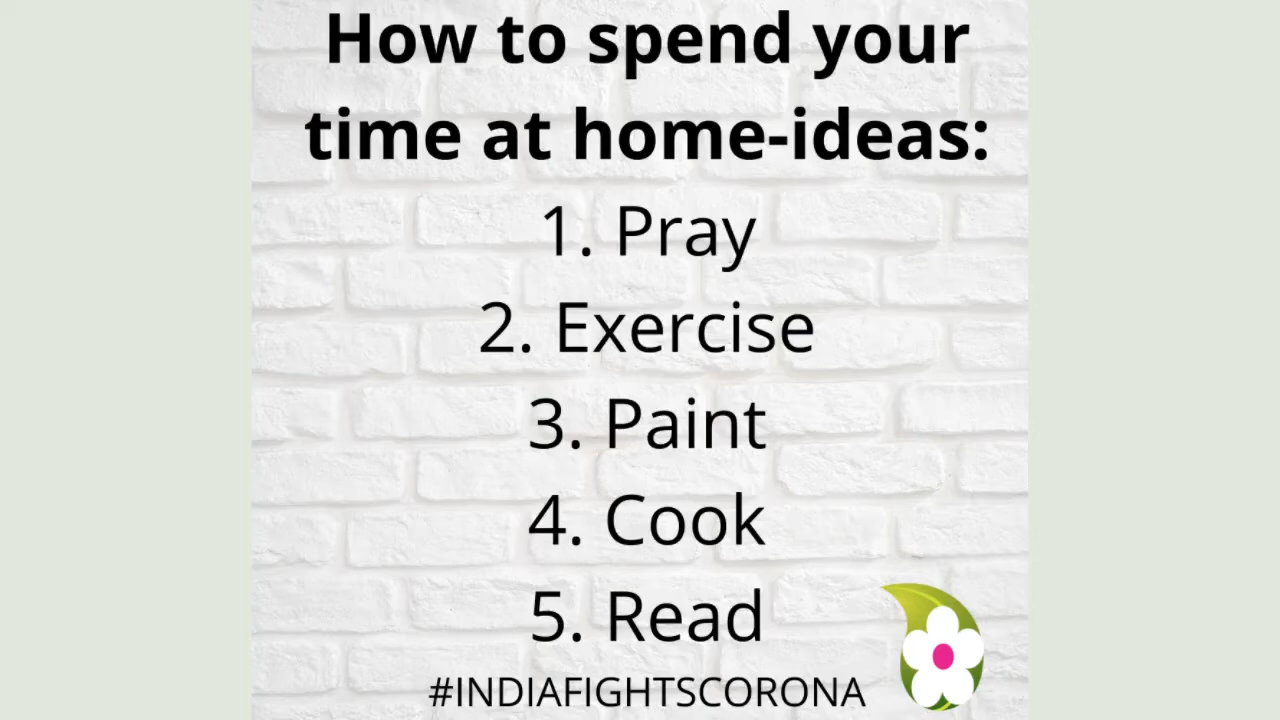 How to spend your
time at home-ideas:
1. Pray
2. Exercise
3. Paint
4. Cook
5. Read
#INDIAFIGHTSCORONA